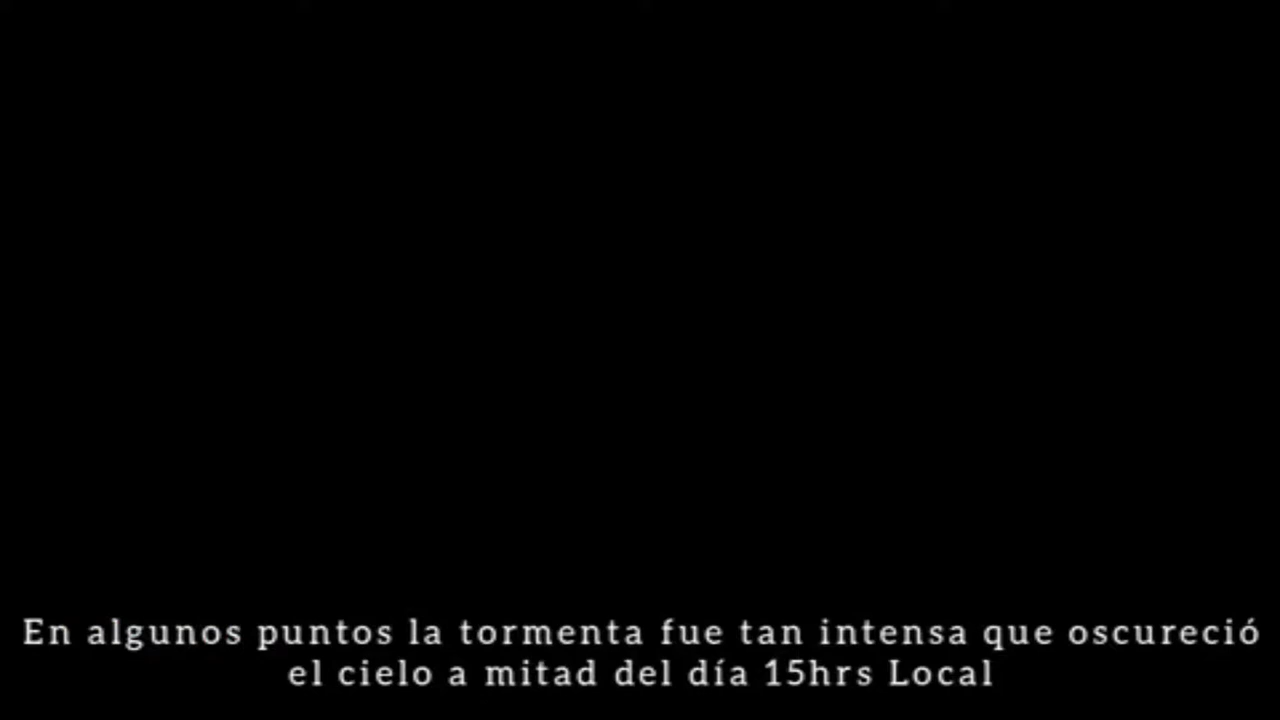 En algunos puntos la tormenta fue tan intensa que oscureció
el cielo a mitad del día 15hrs Local